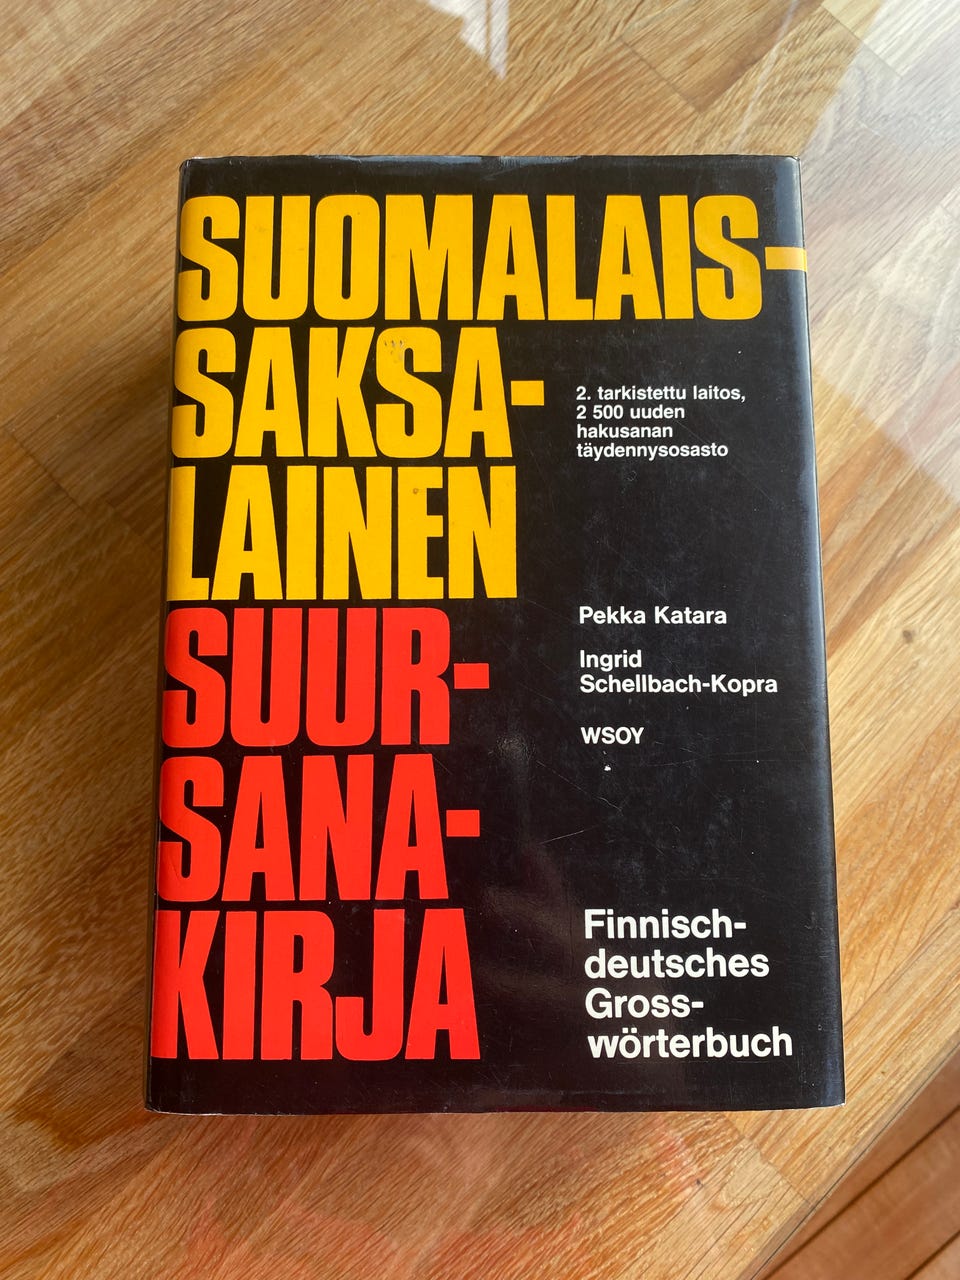 SUOMALAIS-
SAKSA-
LAINEN
SUUR-
SANA-
KIRJA
2. tarkistettu laitos,
2 500 uuden
hakusanan
täydennysosasto
Pekka Katara
Ingrid
Schellbach-Kopra
WSOY
Finnisch-
deutsches
Gross-
wörterbuch